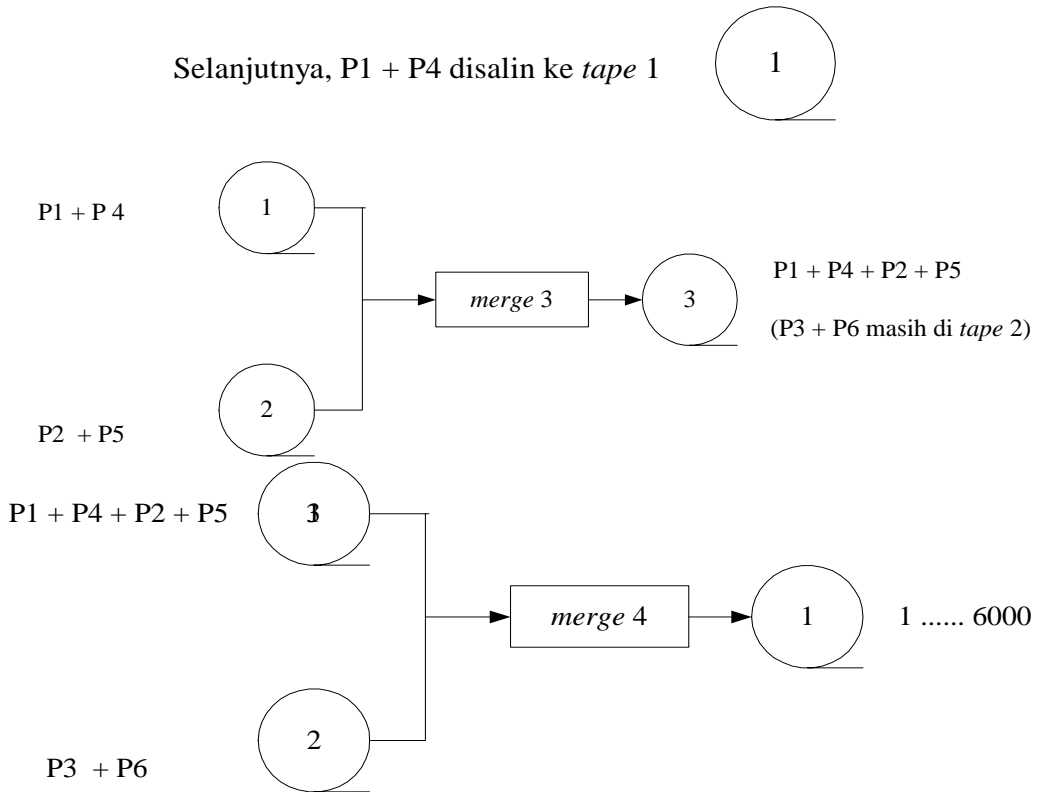 Selanjutnya, P1 + P4 disalin ke tape 1
1
P1 + P 4
1
merge 3
3
P1 + P4 + P2 + P5
(P3 + P6 masih di tape 2)
P2 + P5
2
P1 + P4 + P2 + P5
merge 4
1
1 ...... 6000
P3 + P6
2